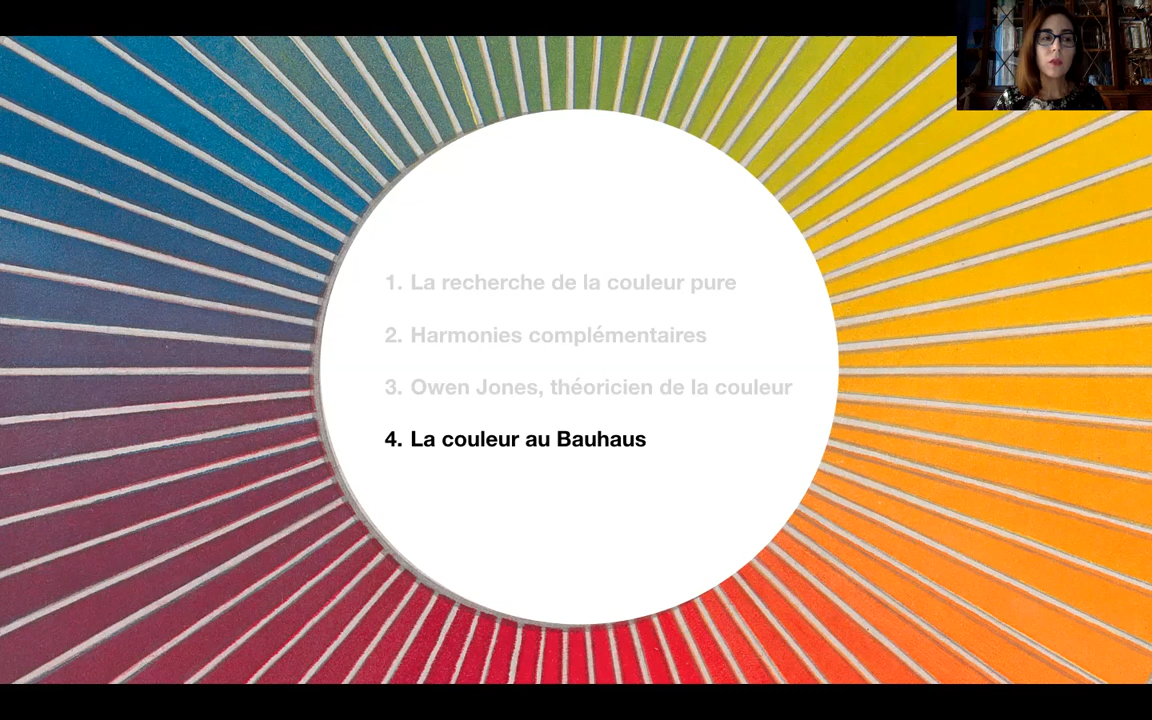 1. La recherche de la couleur pure
2. Harmonies complémentaires
3. Owen Jones, théoricien de la couleur
4. La couleur au Bauhaus